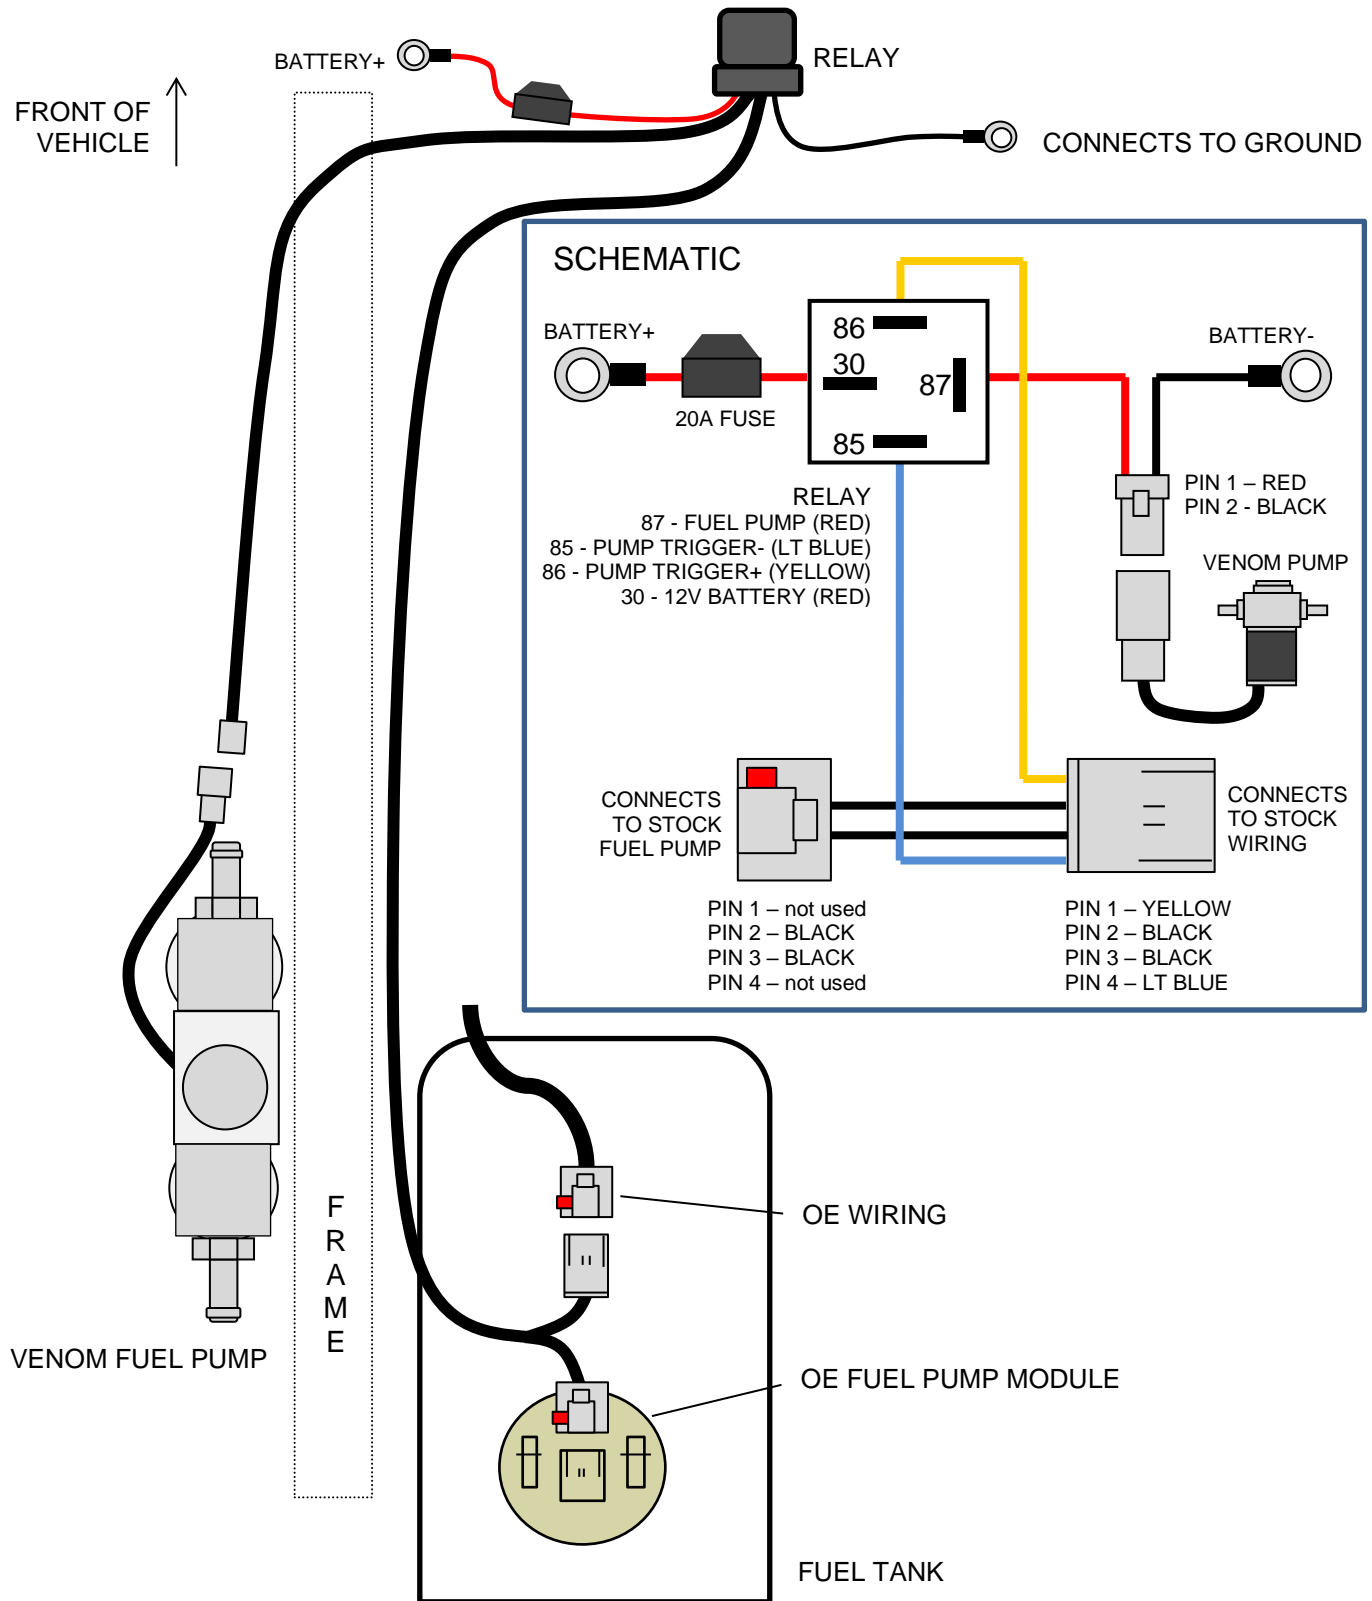 BATTERY+
RELAY
FRONT OF
VEHICLE
CONNECTS TO GROUND
SCHEMATIC
BATTERY+
20A FUSE
86
30
87
85
BATTERY-
PIN 1 – RED
PIN 2 - BLACK
RELAY
87 - FUEL PUMP (RED)
85 - PUMP TRIGGER- (LT BLUE)
86 - PUMP TRIGGER+ (YELLOW)
30 - 12V BATTERY (RED)
VENOM PUMP
CONNECTS
TO STOCK
FUEL PUMP
CONNECTS
TO STOCK
WIRING
PIN 1 – not used
PIN 2 – BLACK
PIN 3 – BLACK
PIN 4 – not used
PIN 1 – YELLOW
PIN 2 – BLACK
PIN 3 – BLACK
PIN 4 – LT BLUE
F
R
A
M
E
OE WIRING
VENOM FUEL PUMP
OE FUEL PUMP MODULE
FUEL TANK